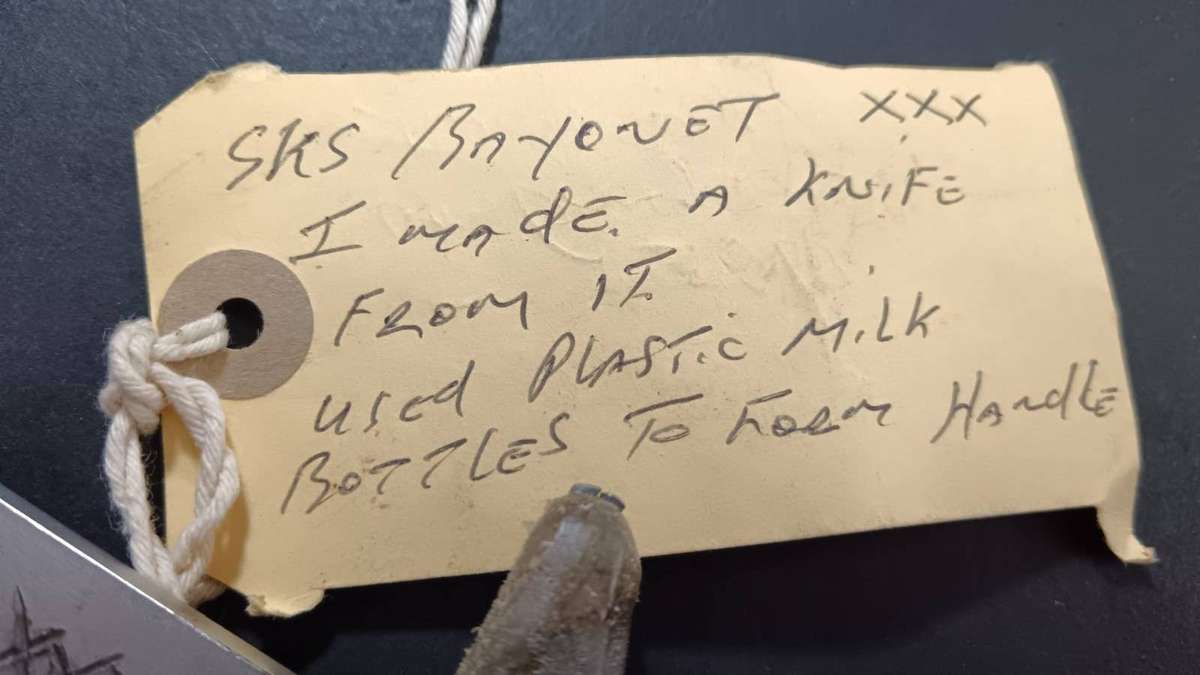 SKS BAYONET XXX
I MADE. A KNIFE
FROM IT
USED PLASTIC MILK
BOTTLES TO FORM HANDLE